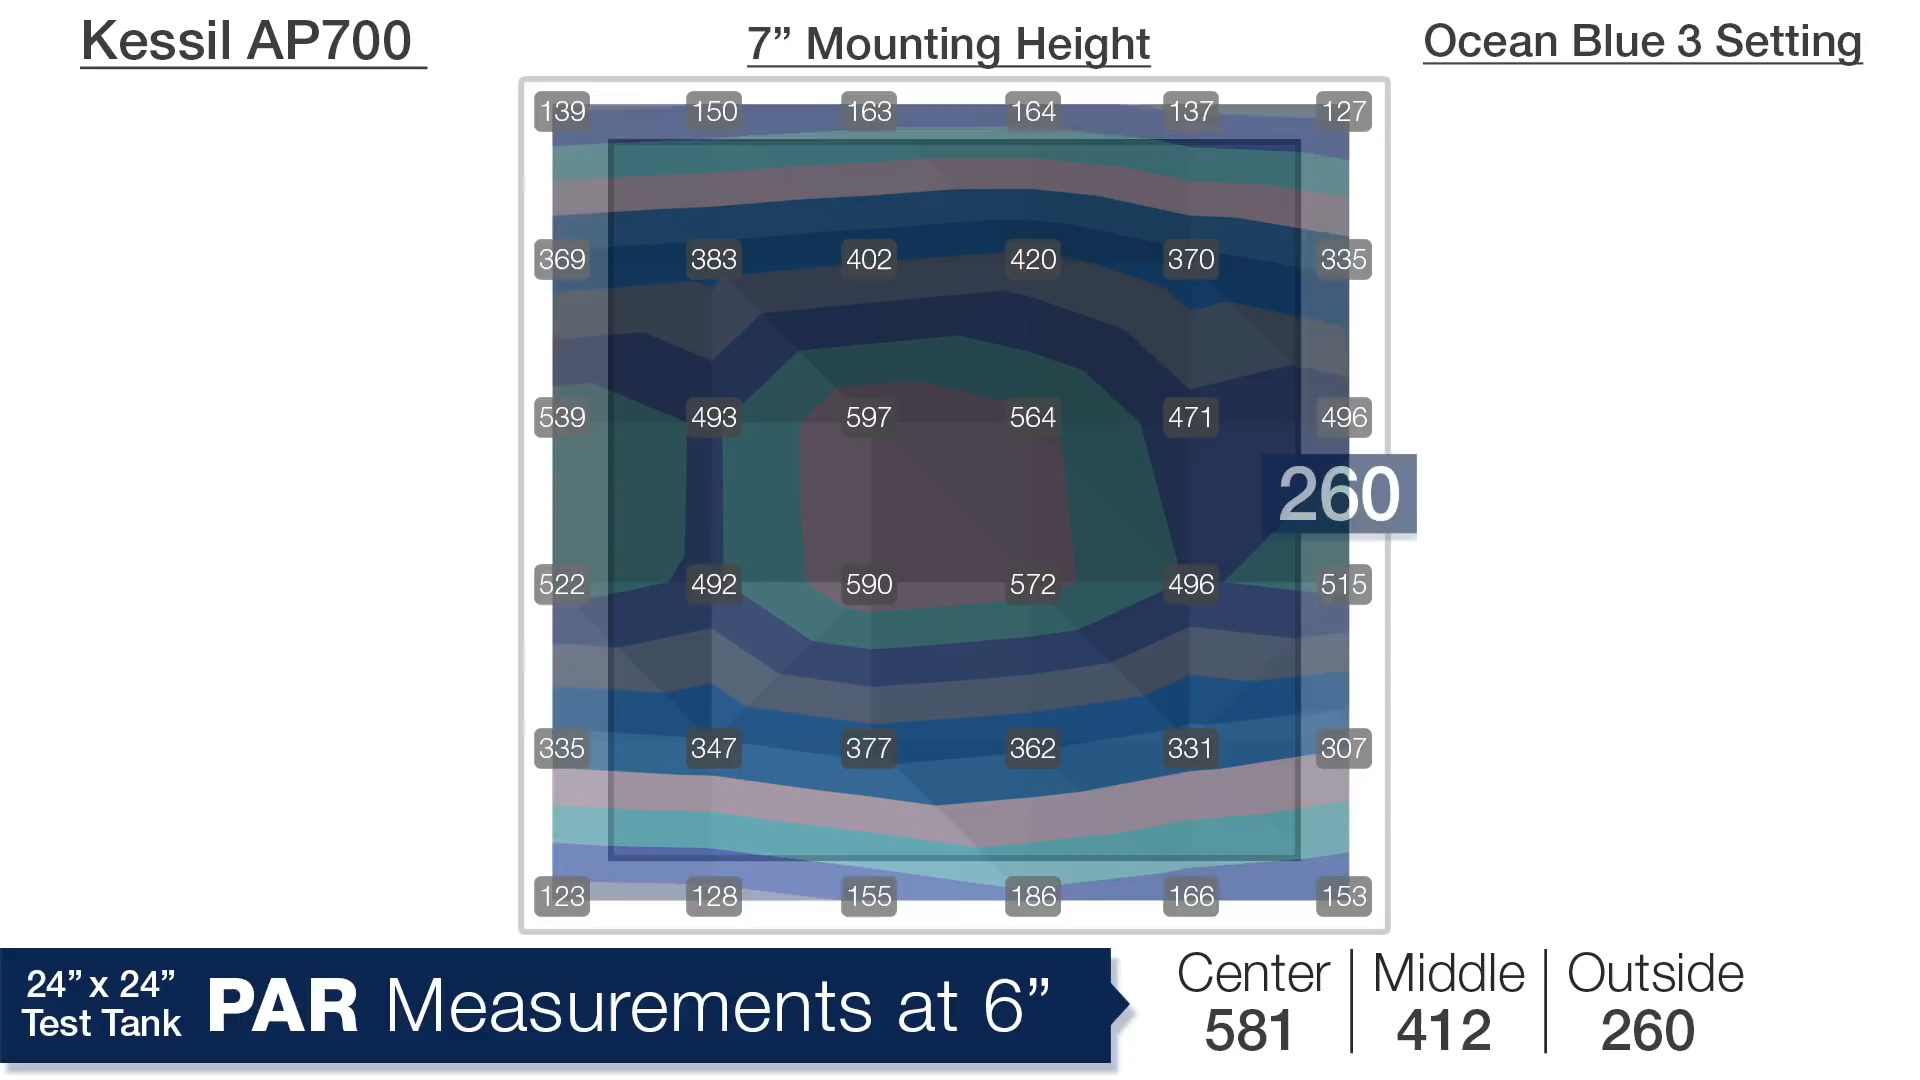 Kessil AP700
7” Mounting Height
Ocean Blue 3 Setting
139 150 163 164 137 127
369 383 402 420 370 335
539 493 597 564 471 496
260
522 492 590 572 496 515
335 347 377 362 331 307
123 128 155 186 166 153
24” x 24”
Test Tank
PAR Measurements at 6”
Center Middle Outside
581 412 260